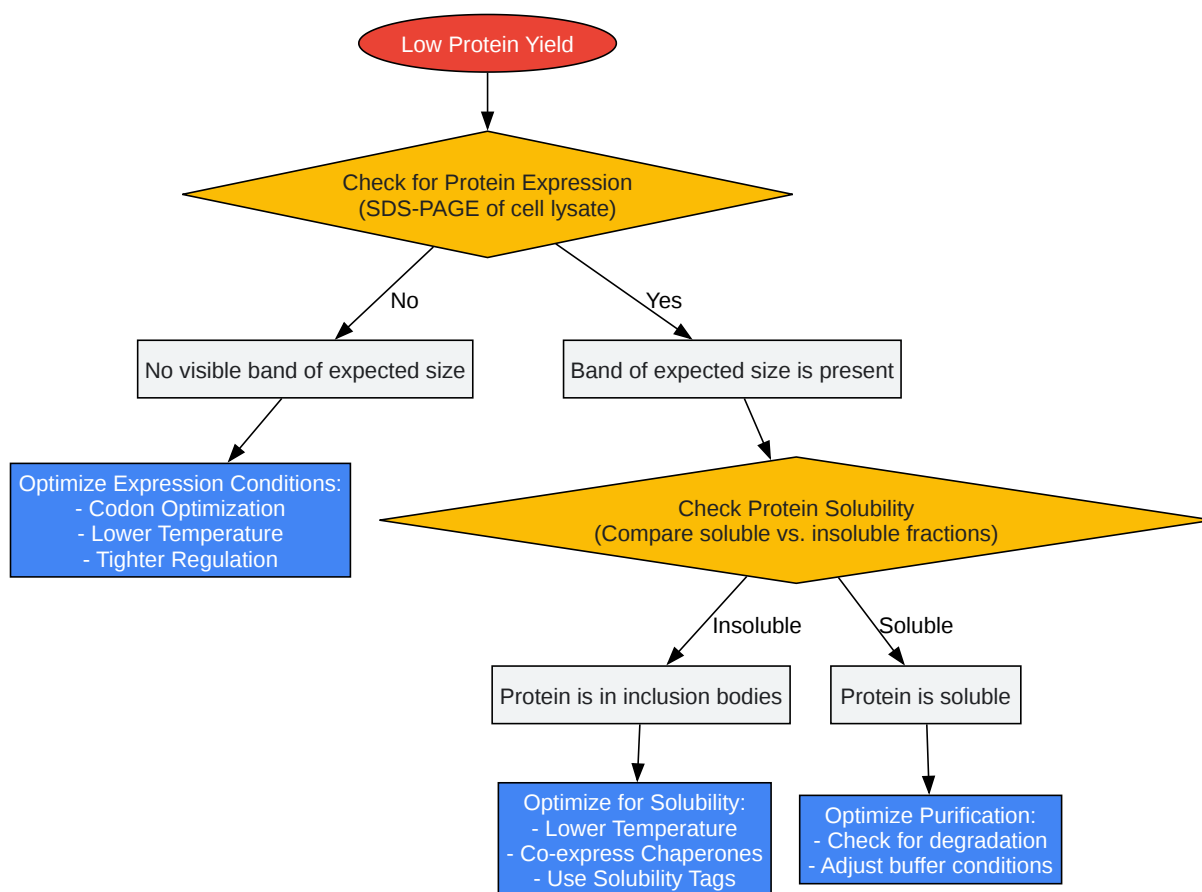 Low Protein Yield
Check for Protein Expression
(SDS-PAGE of cell lysate)
No
Yes
No visible band of expected size
Band of expected size is present
Optimize Expression Conditions:
- Codon Optimization
- Lower Temperature
- Tighter Regulation
Check Protein Solubility
(Compare soluble vs. insoluble fractions)
Insoluble
Soluble
Protein is in inclusion bodies
Protein is soluble
Optimize for Solubility:
- Lower Temperature
- Co-express Chaperones
- Use Solubility Tags
Optimize Purification:
- Check for degradation
- Adjust buffer conditions